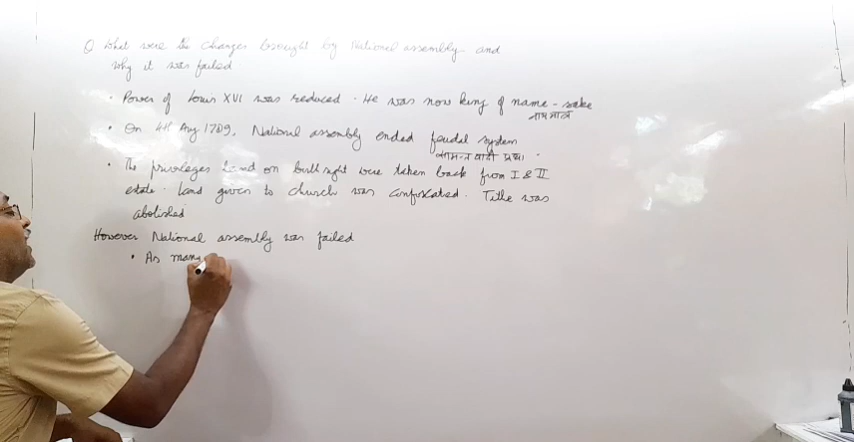 Q What were the changes brought by National assembly and
why it was failed
• Power of Louis XVI was reduced. He was now king of name-sake
नाम मात्र
• On 4th Aug 1789, National assembly ended feudal system
सामन्तवादी प्रथा
• The privileges based on birth right were taken back from I & II
estate. Land given to church was confiscated. Tithe was
abolished
However National assembly was failed
• As many